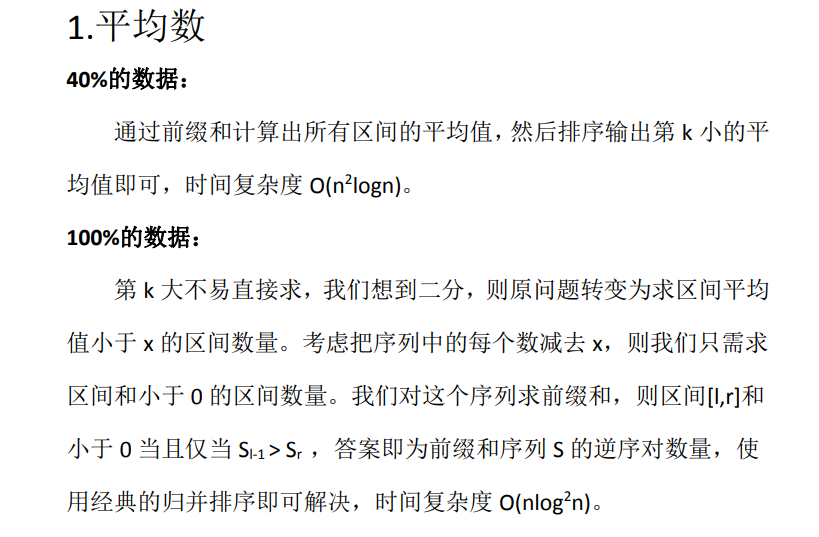 1.平均数
40%的数据：
通过前缀和计算出所有区间的平均值，然后排序输出第 k 小的平
均值即可，时间复杂度 O(n²logn)。
100%的数据：
第 k 大不易直接求，我们想到二分，则原问题转变为求区间平均
值小于 x 的区间数量。考虑把序列中的每个数减去 x，则我们只需求
区间和小于 0 的区间数量。我们对这个序列求前缀和，则区间[l,r]和
小于 0 当且仅当 Sl-1 > Sr ，答案即为前缀和序列 S 的逆序对数量，使
用经典的归并排序即可解决，时间复杂度 O(nlog²n)。